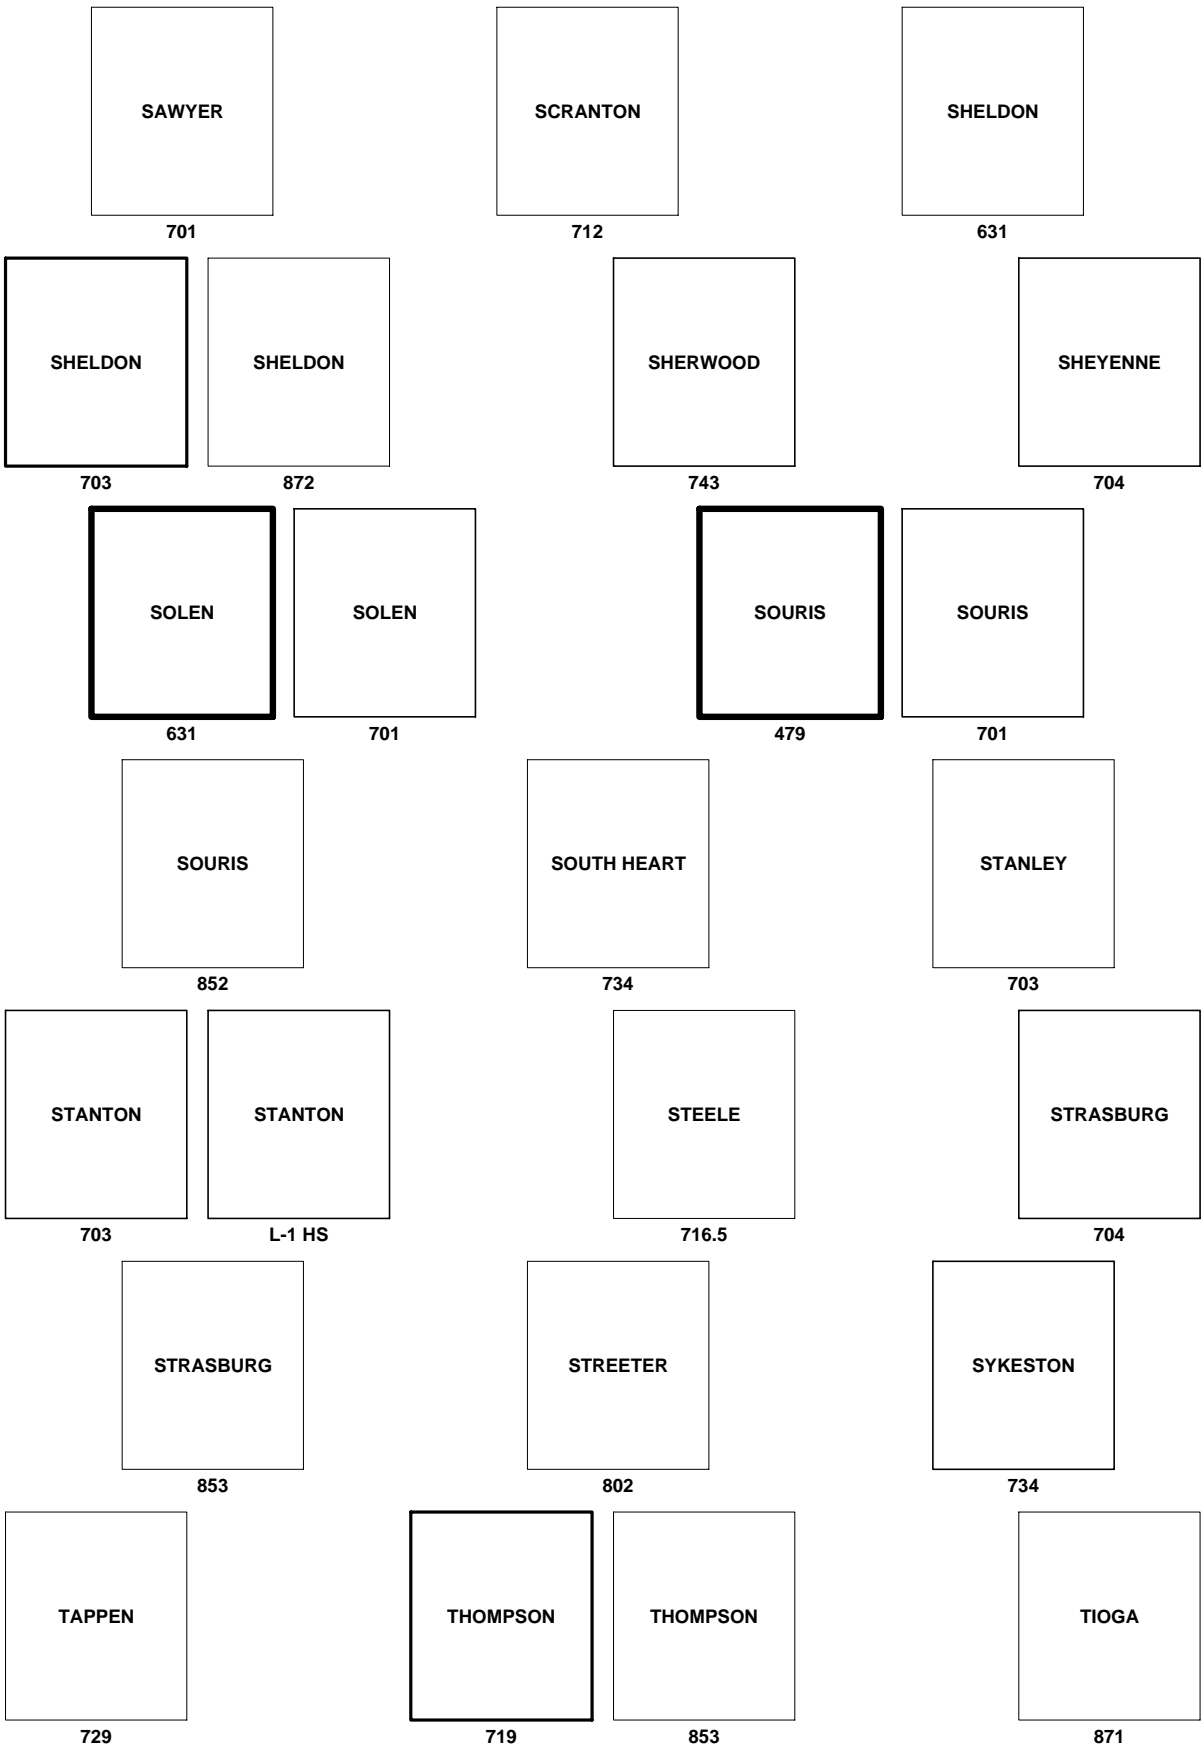 SAWYER SCRANTON SHELDON
701 712 631
SHELDON SHELDON SHERWOOD SHEYENNE
703 872 743 704
SOLEN SOLEN SOURIS SOURIS
631 701 479 701
SOURIS SOUTH HEART STANLEY
852 734 703
STANTON STANTON STEELE STRASBURG
703 L-1 HS 716.5 704
STRASBURG STREETER SYKESTON
853 802 734
TAPPEN THOMPSON THOMPSON TIOGA
729 719 853 871